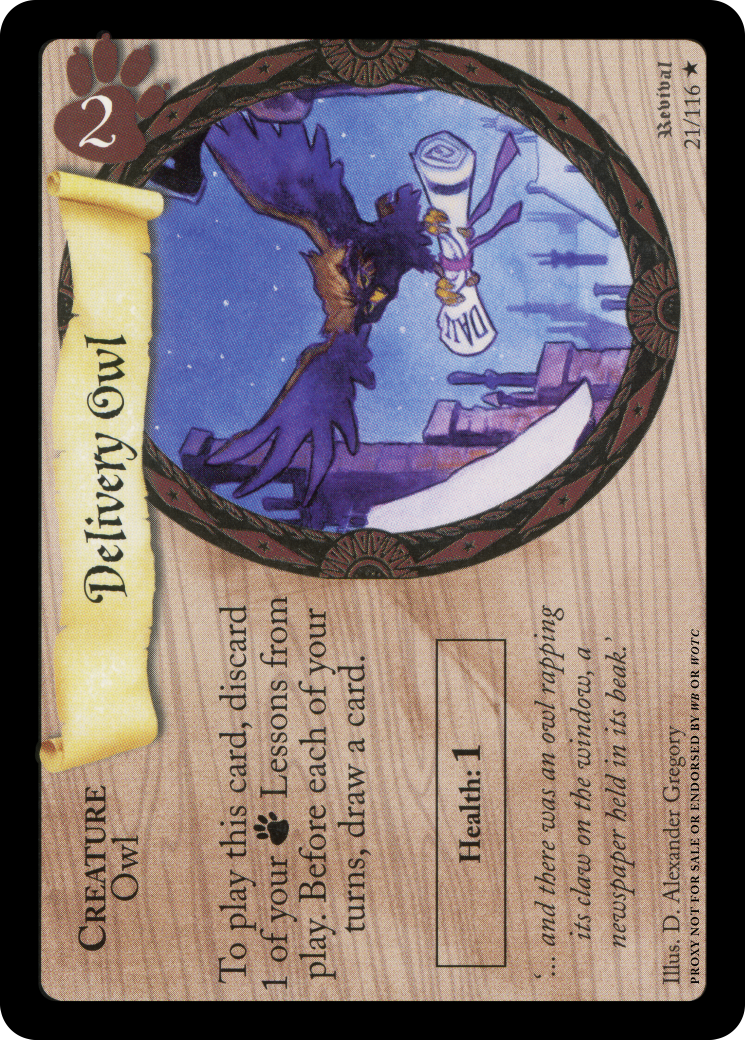 2
Delivery Owl
CREATURE
Owl
To play this card, discard
1 of your Lessons from
play. Before each of your
turns, draw a card.
Health: 1
‘... and there was an owl rapping
its claw on the window, a
newspaper held in its beak.’
Illus. D. Alexander Gregory
PROXY NOT FOR SALE OR ENDORSED BY WB OR WOTC
Revival
21/116 ★
DAI